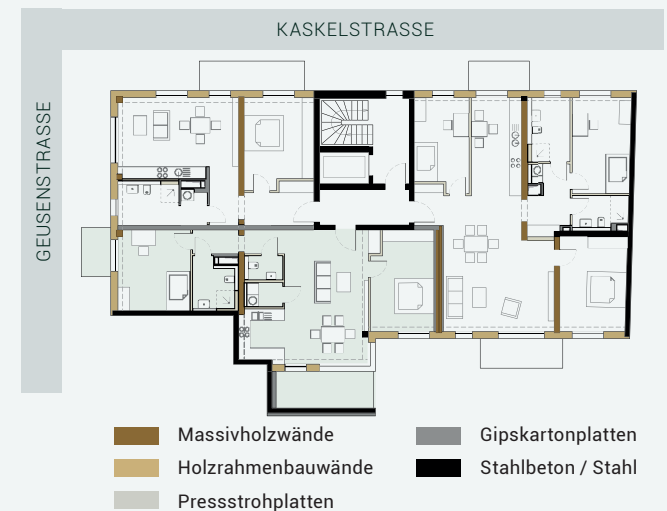 KASKELSTRASSE
GEUSENSTRASSE
Massivholzwände
Holzrahmenbauwände
Pressstrohplatten
Gipskartonplatten
Stahlbeton / Stahl